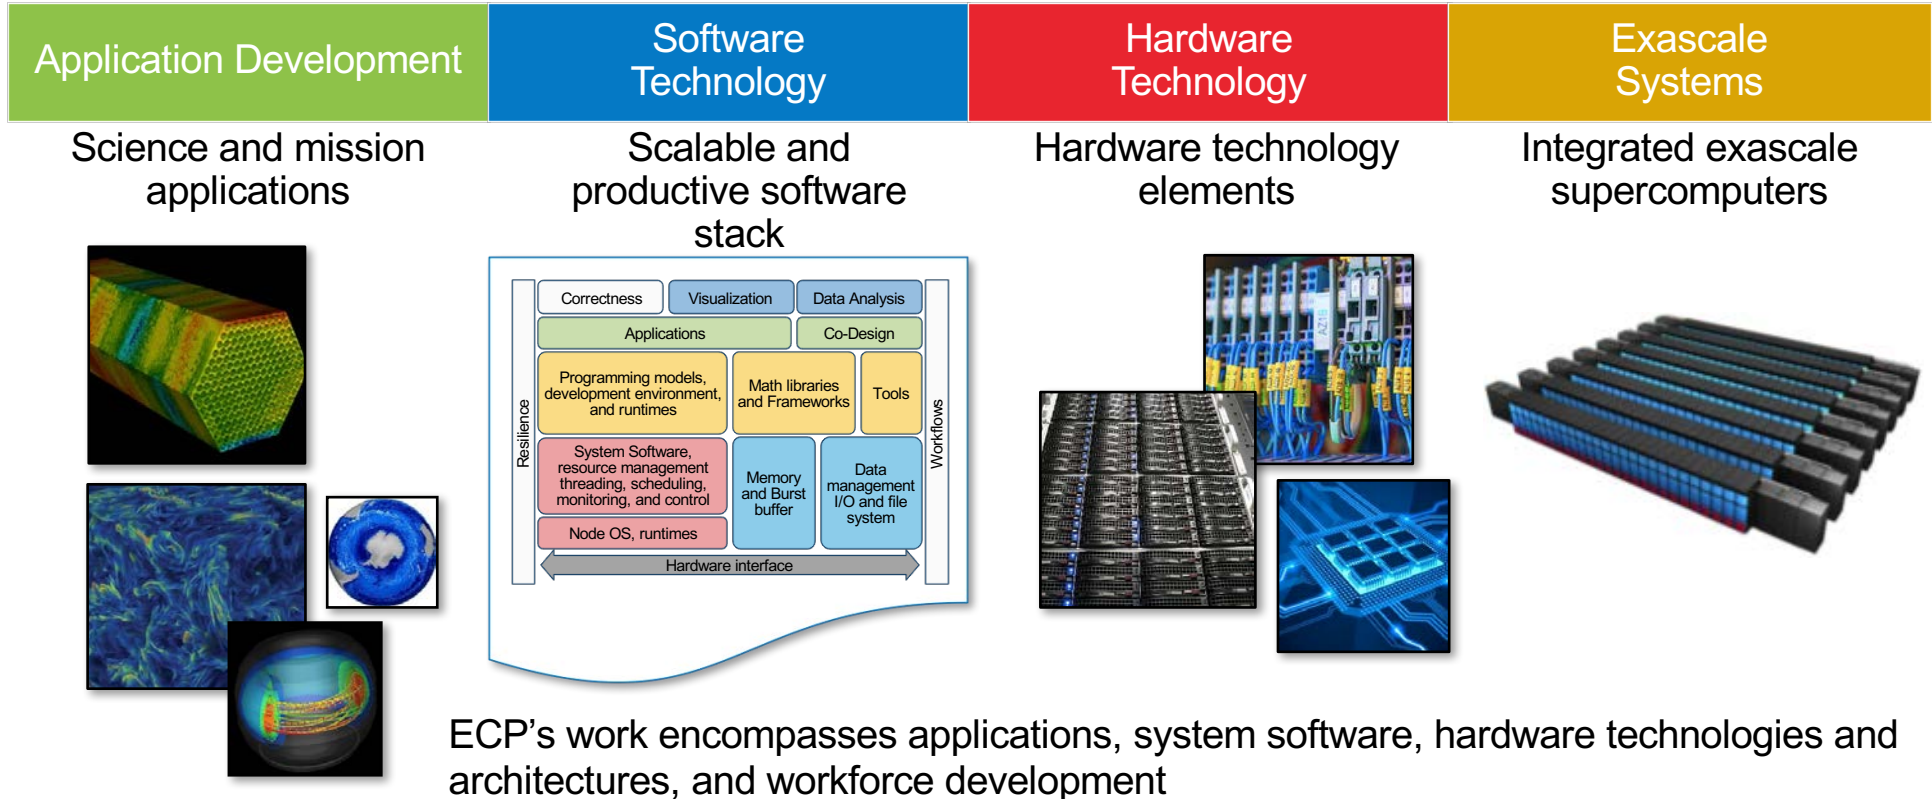 Application Development
Software
Technology
Hardware
Technology
Exascale
Systems
Science and mission
applications
Scalable and
productive software
stack
Hardware technology
elements
Integrated exascale
supercomputers
Resilience
Correctness
Visualization
Data Analysis
Applications
Co-Design
Programming models,
development environment,
and runtimes
Math libraries
and Frameworks
Tools
System Software,
resource management
threading, scheduling,
monitoring, and control
Memory
and Burst
buffer
Data
management
I/O and file
system
Node OS, runtimes
Hardware interface
Workflows
ECP’s work encompasses applications, system software, hardware technologies and
architectures, and workforce development